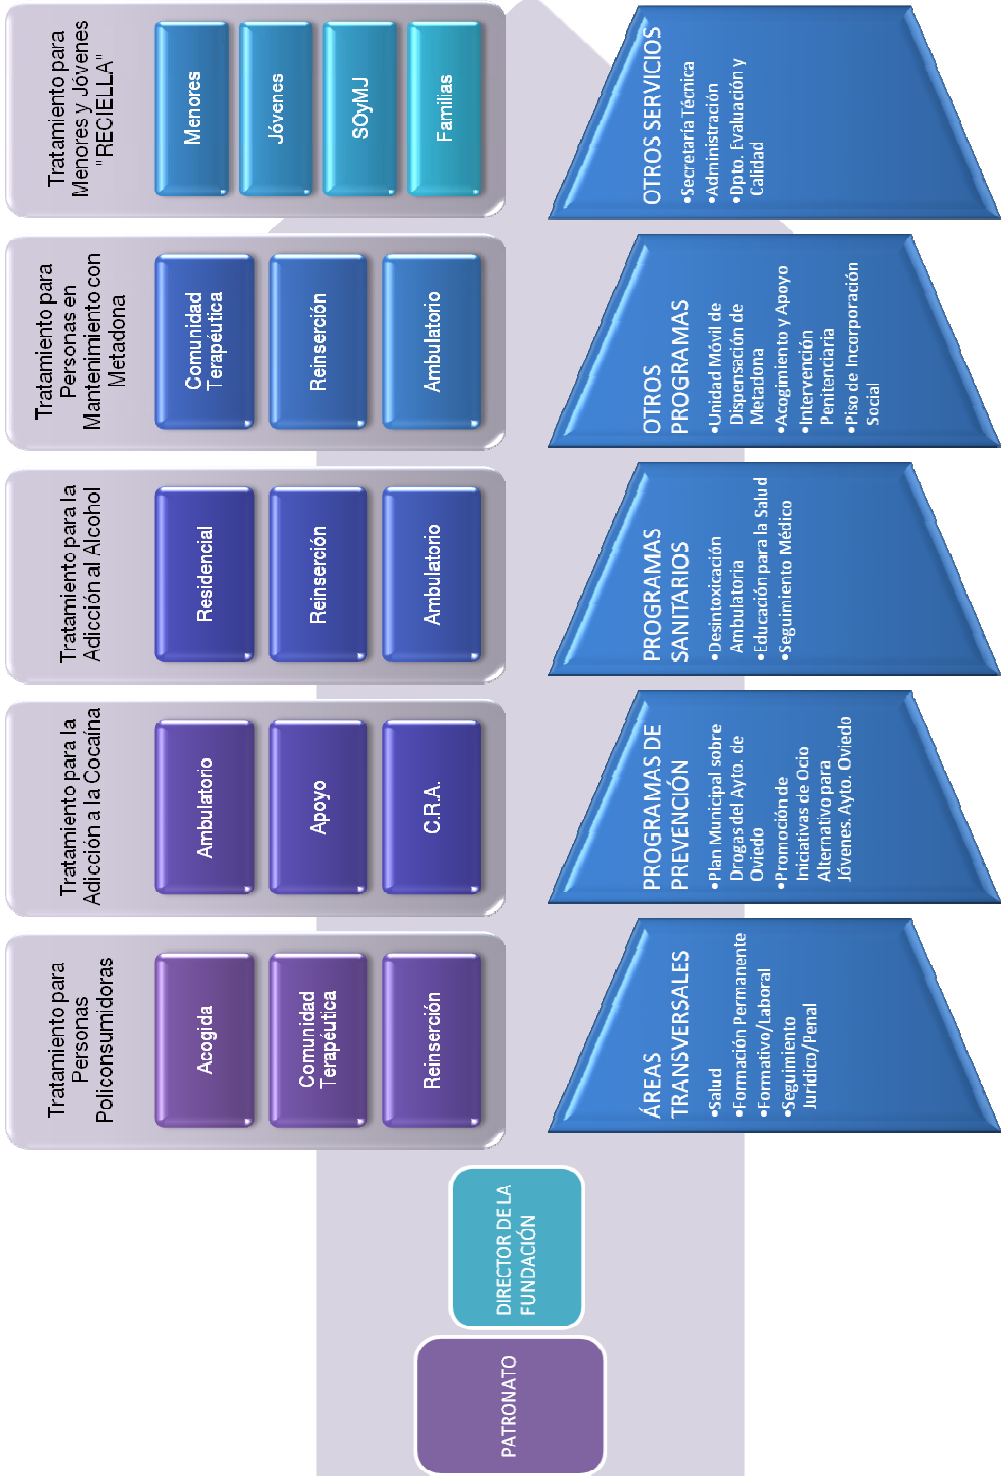 PATRONATO
DIRECTOR DE LA
FUNDACIÓN
Tratamiento para
Personas
Policonsumidoras
Acogida
Comunidad
Terapéutica
Reinserción
Tratamiento para la
Adicción a la Cocaína
Ambulatorio
Apoyo
C.R.A.
Tratamiento para la
Adicción al Alcohol
Residencial
Reinserción
Ambulatorio
Tratamiento para
Personas en
Mantenimiento con
Metadona
Comunidad
Terapéutica
Reinserción
Ambulatorio
Tratamiento para
Menores y Jóvenes
"RECIELLA"
Menores
Jóvenes
SOyMJ
Familias
ÁREAS
TRANSVERSALES
•Salud
•Formación Permanente
•Formativo/Laboral
•Seguimiento
Jurídico/Penal
PROGRAMAS DE
PREVENCIÓN
•Plan Municipal sobre
Drogas del Ayto. de
Oviedo
•Promoción de
Iniciativas de Ocio
Alternativo para
Jóvenes. Ayto. Oviedo
PROGRAMAS
SANITARIOS
•Desintoxicación
Ambulatoria
•Educación para la Salud
•Seguimiento Médico
OTROS
PROGRAMAS
•Unidad Móvil de
Dispensación de
Metadona
•Acogimiento y Apoyo
•Intervención
Penitenciaria
•Piso de Incorporación
Social
OTROS SERVICIOS
•Secretaría Técnica
•Administración
•Dpto. Evaluación y
Calidad